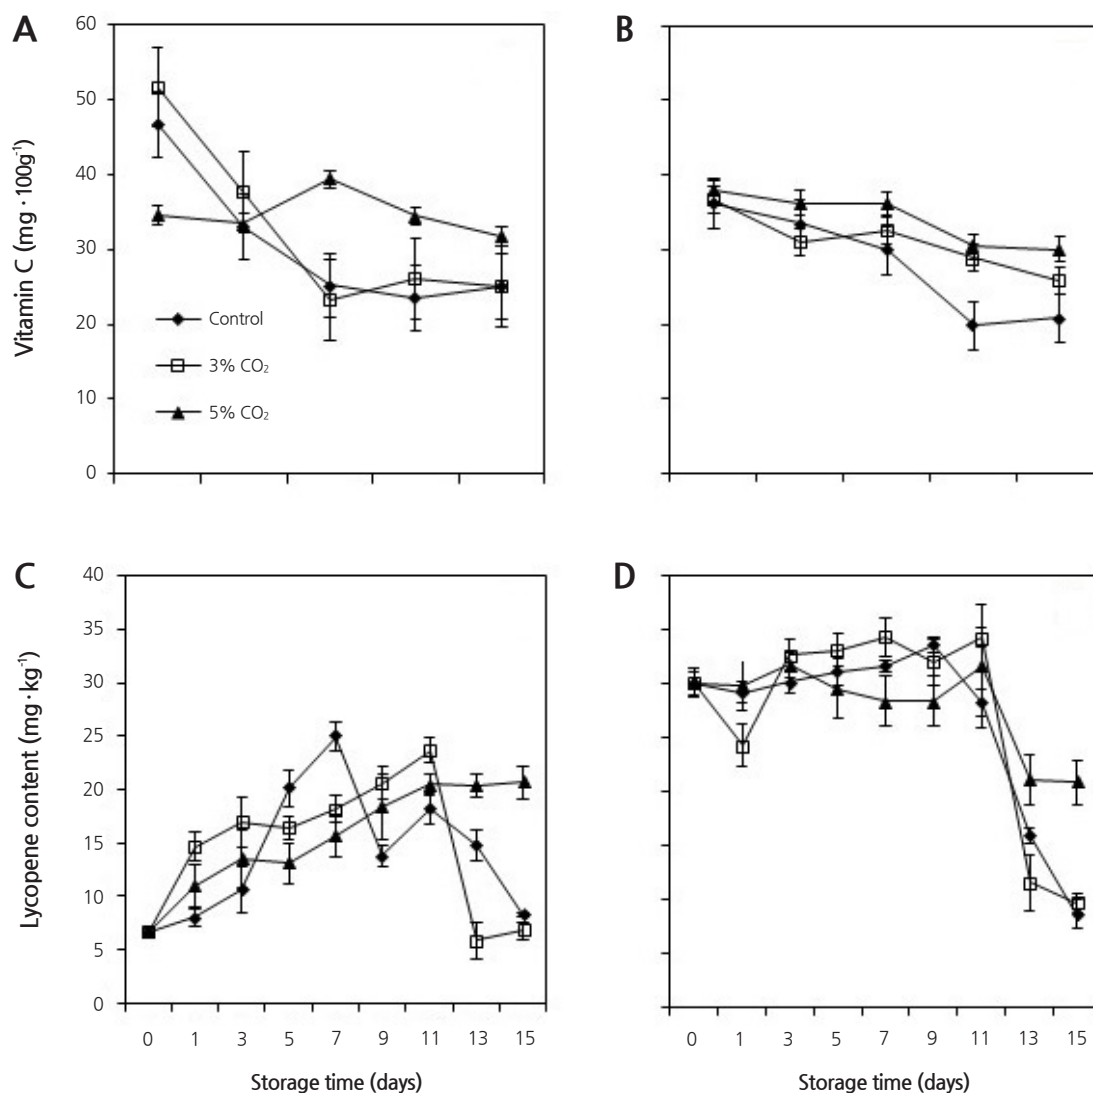 A
B
60
50
40
30
20
10
0
Vitamin C (mg · 100g⁻¹)
Control
3% CO₂
5% CO₂
C
D
40
35
30
25
20
15
10
5
0
Lycopene content (mg·kg⁻¹)
0 1 3 5 7 9 11 13 15
0 1 3 5 7 9 11 13 15
Storage time (days)
Storage time (days)